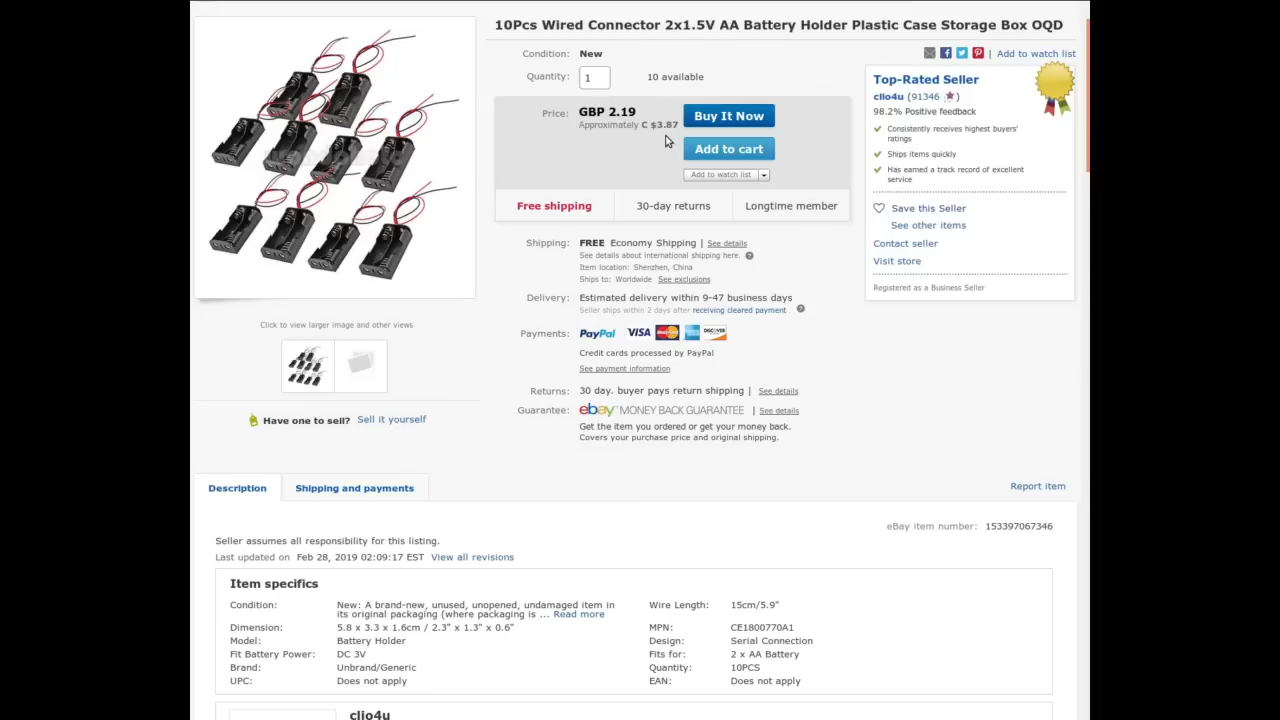 10Pcs Wired Connector 2x1.5V AA Battery Holder Plastic Case Storage Box OQD
Condition: New
| Add to watch list
Quantity: 1 10 available
Price: GBP 2.19
Approximately C $3.87
Buy It Now
Add to cart
Add to watch list
Free shipping 30-day returns Longtime member
Top-Rated Seller
clio4u (91346 )
98.2% Positive feedback
Consistently receives highest buyers'
ratings
Ships items quickly
Has earned a track record of excellent
service
Save this Seller
See other items
Contact seller
Visit store
Registered as a Business Seller
Shipping: FREE Economy Shipping | See details
See details about international shipping here. ?
Item location: Shenzhen, China
Ships to: Worldwide See exclusions
Delivery: Estimated delivery within 9-47 business days
Seller ships within 2 days after receiving cleared payment . ?
Payments: PayPal VISA MasterCard DISCOVER
Credit cards processed by PayPal
See payment information
Returns: 30 day. buyer pays return shipping | See details
Guarantee: ebay MONEY BACK GUARANTEE | See details
Get the item you ordered or get your money back.
Covers your purchase price and original shipping.
Click to view larger image and other views
Have one to sell? Sell it yourself
Description Shipping and payments
Report item
eBay item number: 153397067346
Seller assumes all responsibility for this listing.
Last updated on Feb 28, 2019 02:09:17 EST View all revisions
Item specifics
Condition: New: A brand-new, unused, unopened, undamaged item in
its original packaging (where packaging is ... Read more
Wire Length: 15cm/5.9"
Dimension: 5.8 x 3.3 x 1.6cm / 2.3" x 1.3" x 0.6" MPN: CE1800770A1
Model: Battery Holder Design: Serial Connection
Fit Battery Power: DC 3V Fits for: 2 x AA Battery
Brand: Unbrand/Generic Quantity: 10PCS
UPC: Does not apply EAN: Does not apply
clio4u